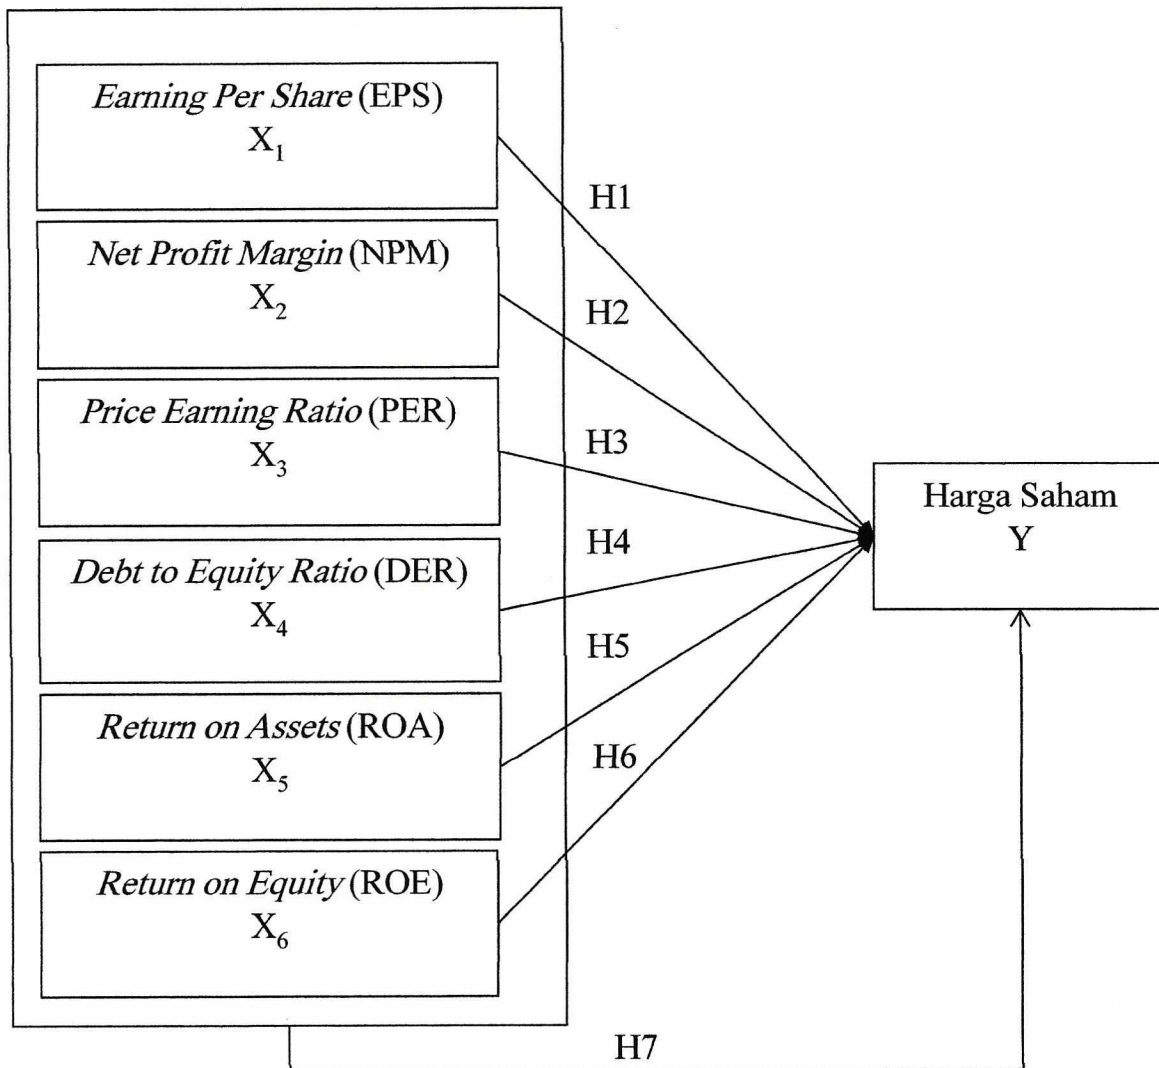 Earning Per Share (EPS)
X₁
H1
Net Profit Margin (NPM)
X₂
H2
Price Earning Ratio (PER)
X₃
H3
Harga Saham
Y
Debt to Equity Ratio (DER)
X₄
H4
H5
Return on Assets (ROA)
X₅
H6
Return on Equity (ROE)
X₆
H7